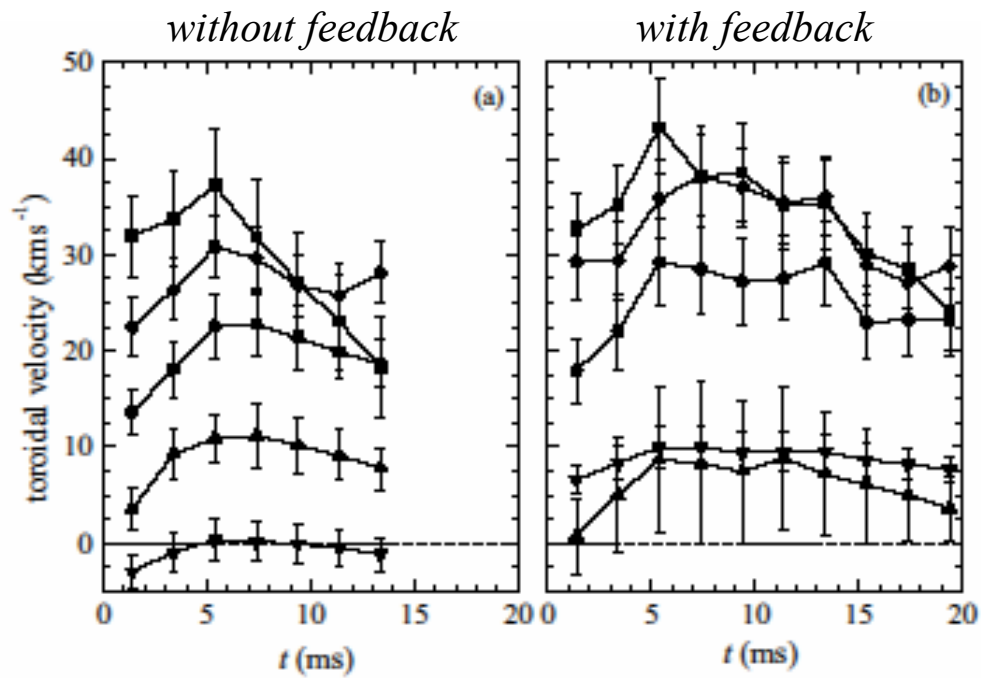 without feedback with feedback
50
40
30
20
10
0
toroidal velocity (kms⁻¹)
(a)
(b)
0 5 10 15 20 0 5 10 15 20
t (ms) t (ms)